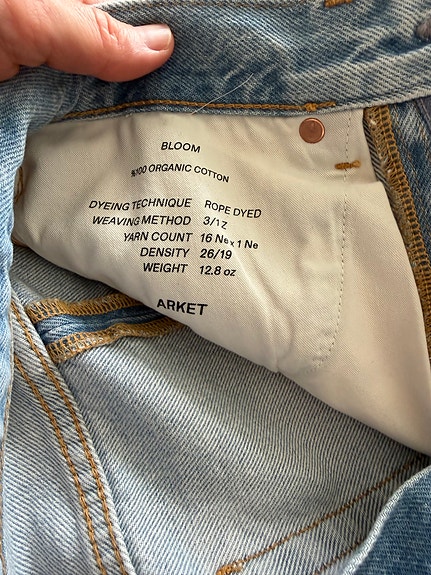 BLOOM
%100 ORGANIC COTTON
DYEING TECHNIQUE ROPE DYED
WEAVING METHOD 3/1Z
YARN COUNT 16 Ne x 1 Ne
DENSITY 26/19
WEIGHT 12.8 oz
ARKET